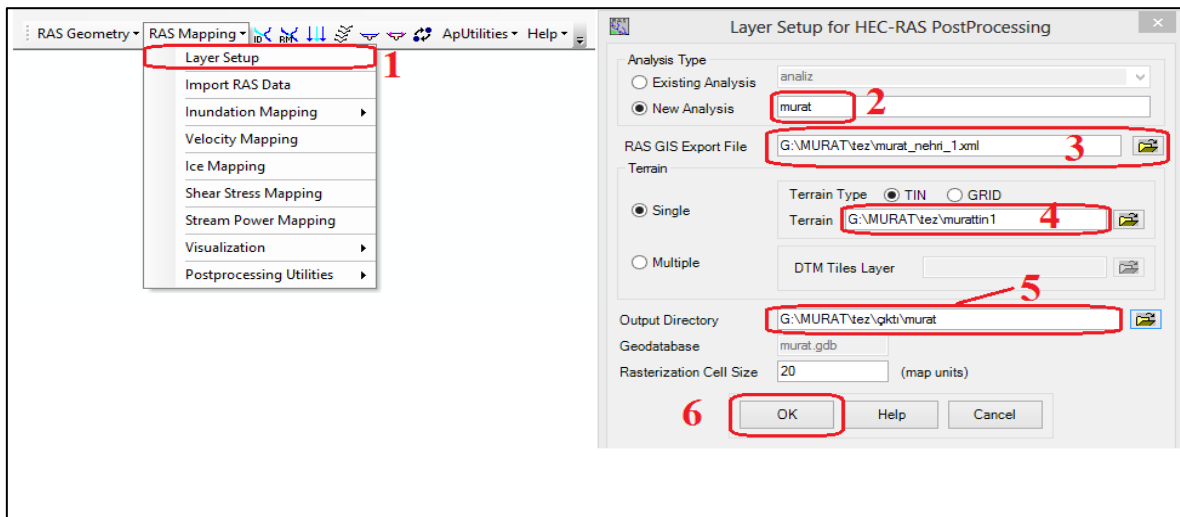 RAS Geometry RAS Mapping ID RM ApUtilities Help
Layer Setup
1
Import RAS Data
Inundation Mapping
Velocity Mapping
Ice Mapping
Shear Stress Mapping
Stream Power Mapping
Visualization
Postprocessing Utilities
Layer Setup for HEC-RAS PostProcessing
Analysis Type
Existing Analysis analiz
New Analysis murat 2
RAS GIS Export File G:\MURAT\tez\murat_nehri_1.xml 3
Terrain
Terrain Type TIN GRID
Single
Terrain G:\MURAT\tez\murattin1 4
Multiple DTM Tiles Layer
5
Output Directory G:\MURAT\tez\çıktı\murat
Geodatabase murat.gdb
Rasterization Cell Size 20 (map units)
6 OK Help Cancel